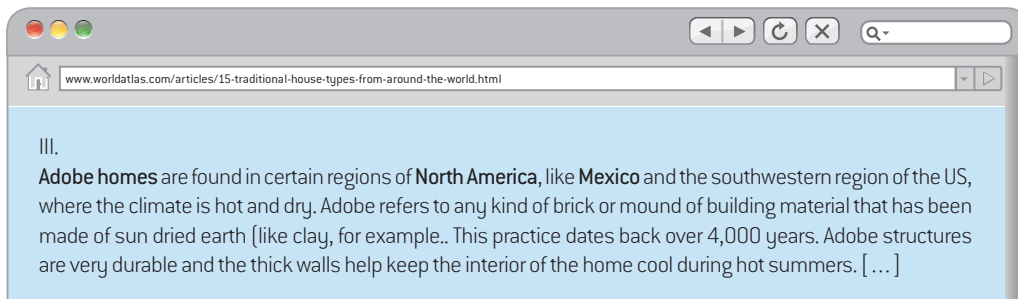 www.worldatlas.com/articles/15-traditional-house-types-from-around-the-world.html
III.
Adobe homes are found in certain regions of North America, like Mexico and the southwestern region of the US,
where the climate is hot and dry. Adobe refers to any kind of brick or mound of building material that has been
made of sun dried earth (like clay, for example.. This practice dates back over 4,000 years. Adobe structures
are very durable and the thick walls help keep the interior of the home cool during hot summers. [...]